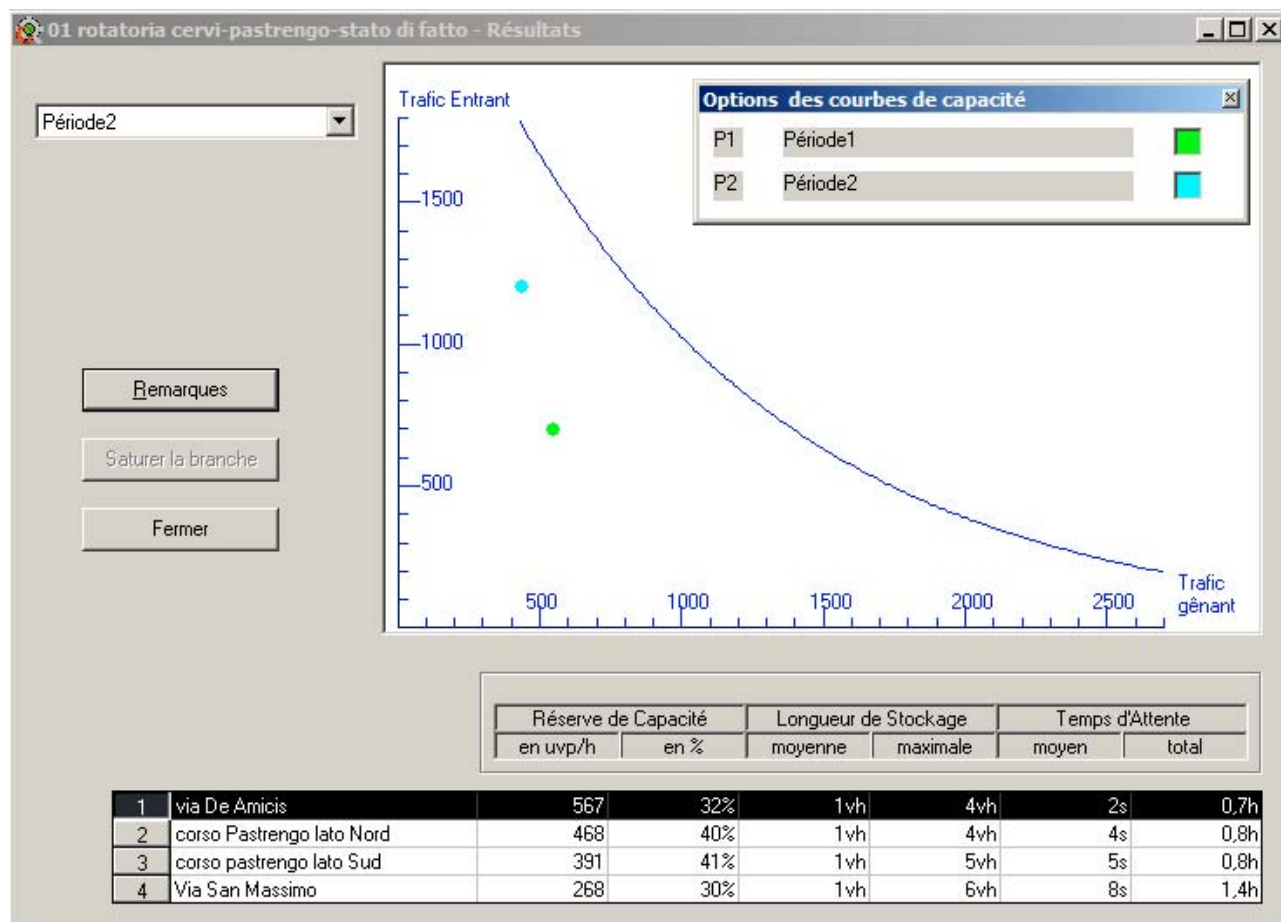 01 rotatoria cervi-pastrengo-stato di fatto - Résultats
Période2
Remarques
Saturer la branche
Fermer
Trafic Entrant
1500
1000
500
500 1000 1500 2000 2500
Trafic
gênant
Options des courbes de capacité
P1 Période1
P2 Période2
Réserve de Capacité Longueur de Stockage Temps d'Attente
en uvp/h en % moyenne maximale moyen total
1 via De Amicis 567 32% 1vh 4vh 2s 0,7h
2 corso Pastrengo lato Nord 468 40% 1vh 4vh 4s 0,8h
3 corso pastrengo lato Sud 391 41% 1vh 5vh 5s 0,8h
4 Via San Massimo 268 30% 1vh 6vh 8s 1,4h